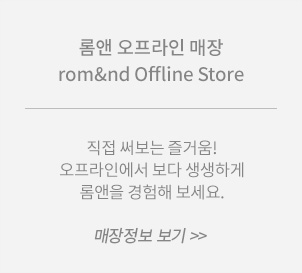 롬앤 오프라인 매장
rom&nd Offline Store
직접 써보는 즐거움!
오프라인에서 보다 생생하게
롬앤을 경험해 보세요.
매장정보 보기 >>